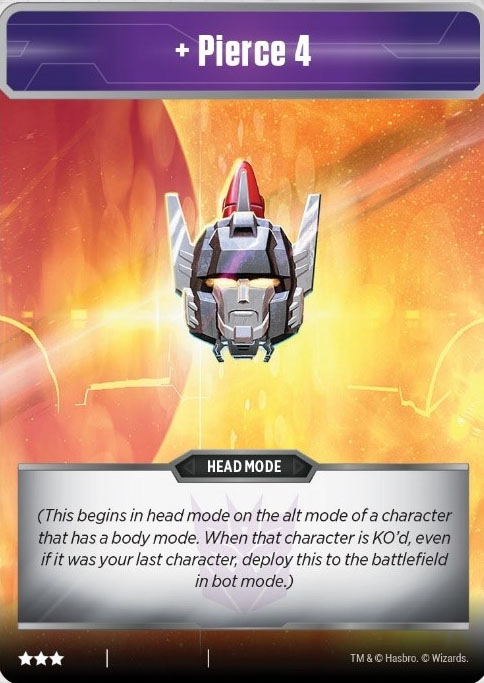 + Pierce 4
HEAD MODE
(This begins in head mode on the alt mode of a character
that has a body mode. When that character is KO'd, even
if it was your last character, deploy this to the battlefield
in bot mode.)
TM & © Hasbro. © Wizards.